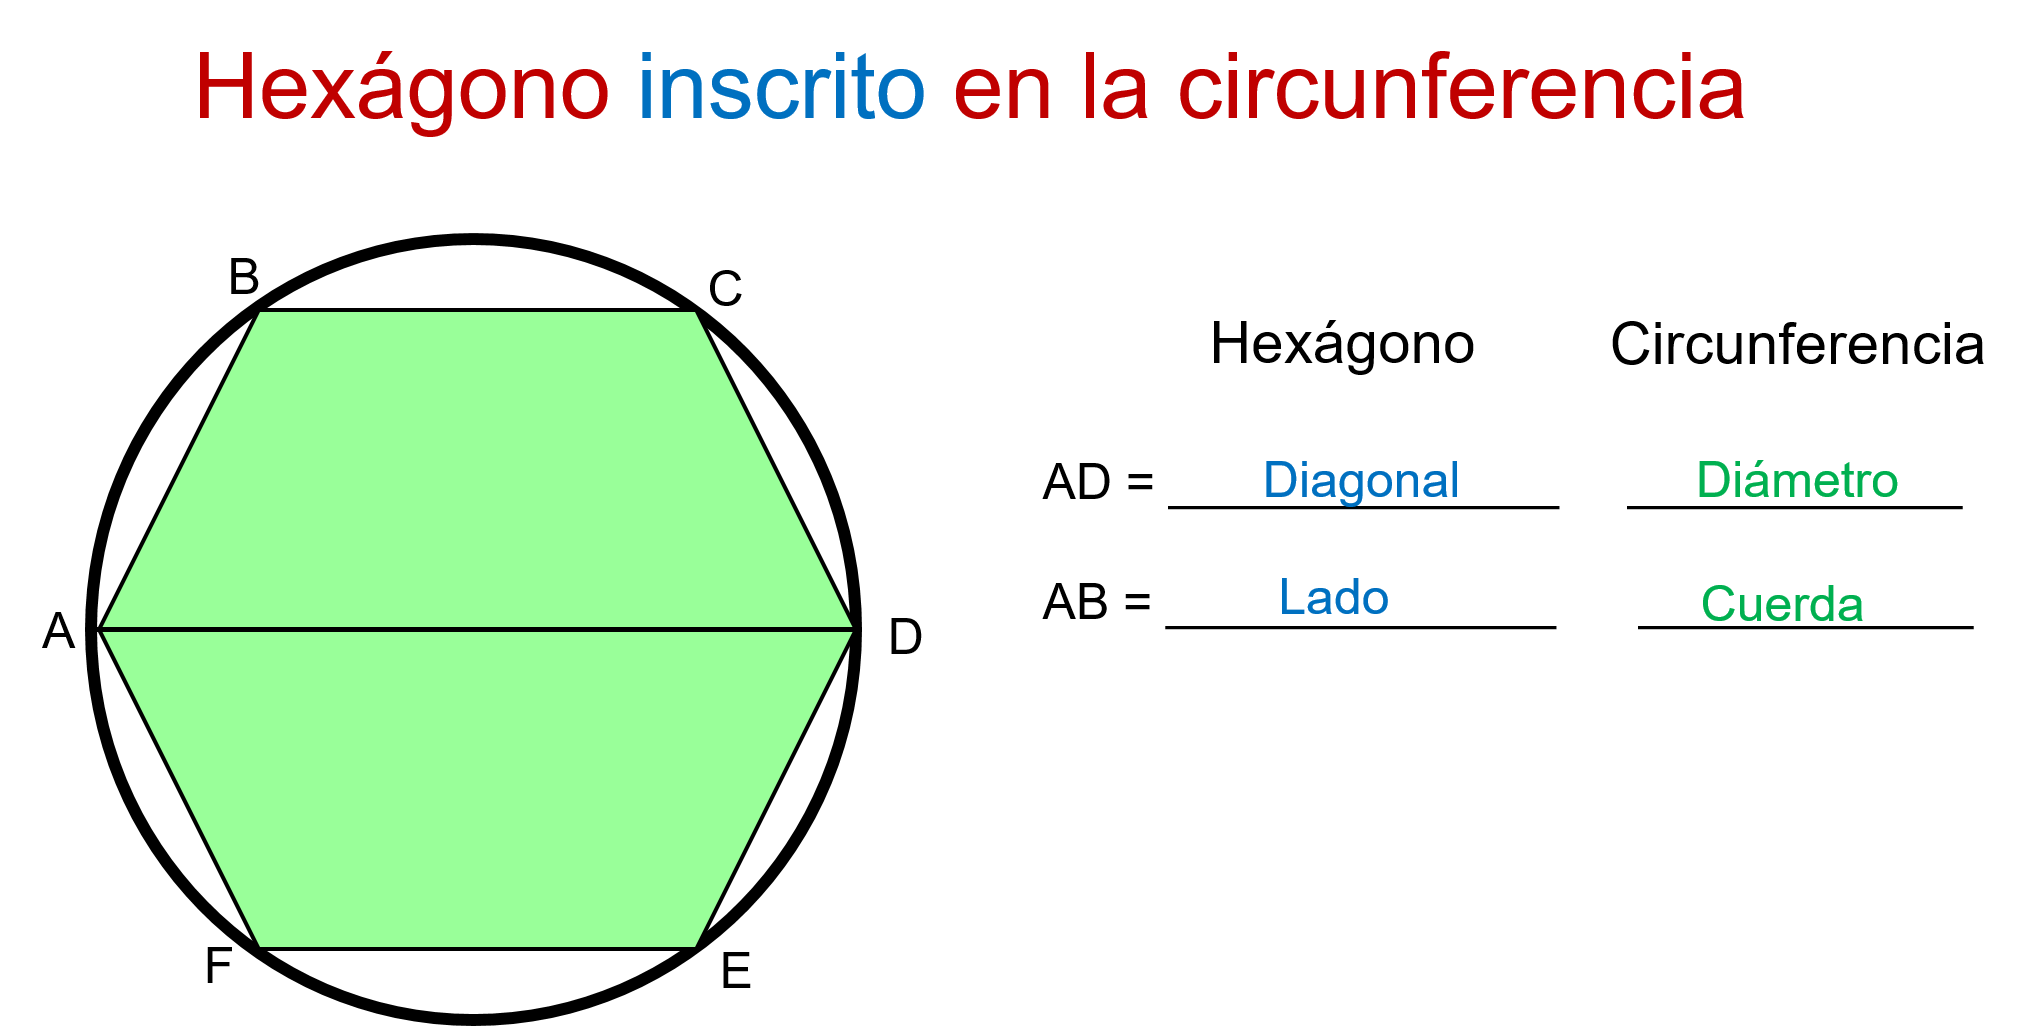 Hexágono inscrito en la circunferencia
B
C
A
D
F
E
Hexágono Circunferencia
AD = Diagonal Diámetro
AB = Lado Cuerda